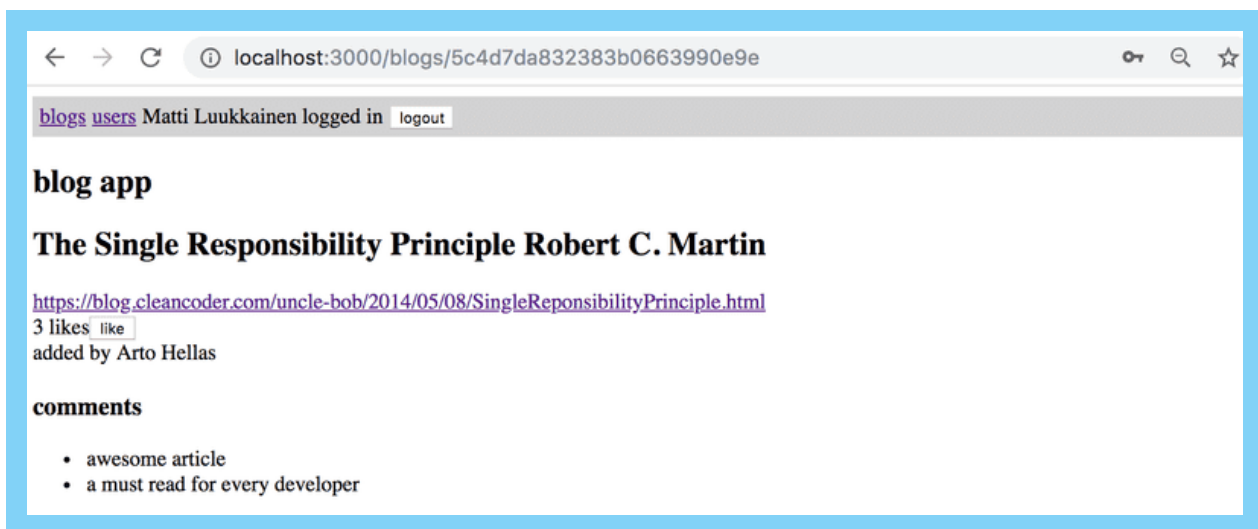 localhost:3000/blogs/5c4d7da832383b0663990e9e
blogs users Matti Luukkainen logged in logout
blog app
The Single Responsibility Principle Robert C. Martin
https://blog.cleancoder.com/uncle-bob/2014/05/08/SingleReponsibilityPrinciple.html
3 likes like
added by Arto Hellas
comments
• awesome article
• a must read for every developer